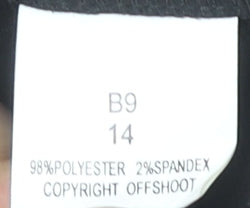 B9
14
98%POLYESTER 2%SPANDEX
COPYRIGHT OFFSHOOT